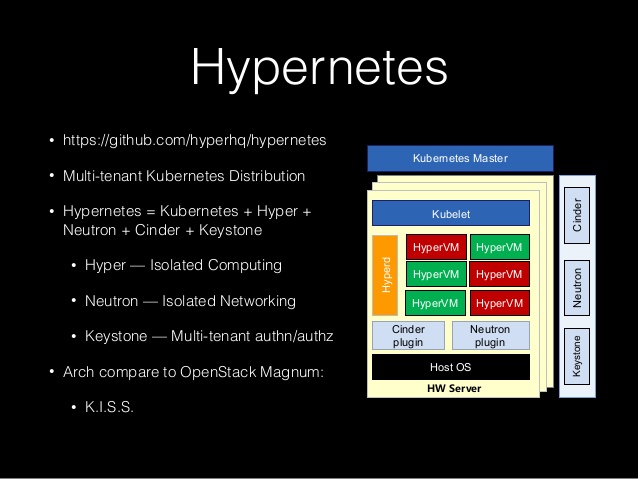 Hypernetes
• https://github.com/hyperhq/hypernetes
• Multi-tenant Kubernetes Distribution
• Hypernetes = Kubernetes + Hyper +
Neutron + Cinder + Keystone
• Hyper — Isolated Computing
• Neutron — Isolated Networking
• Keystone — Multi-tenant authn/authz
• Arch compare to OpenStack Magnum:
• K.I.S.S.
Kubernetes Master
Kubelet
Hyperd
HyperVM HyperVM
HyperVM HyperVM
HyperVM HyperVM
Cinder
plugin
Neutron
plugin
Host OS
HW Server
Cinder
Neutron
Keystone